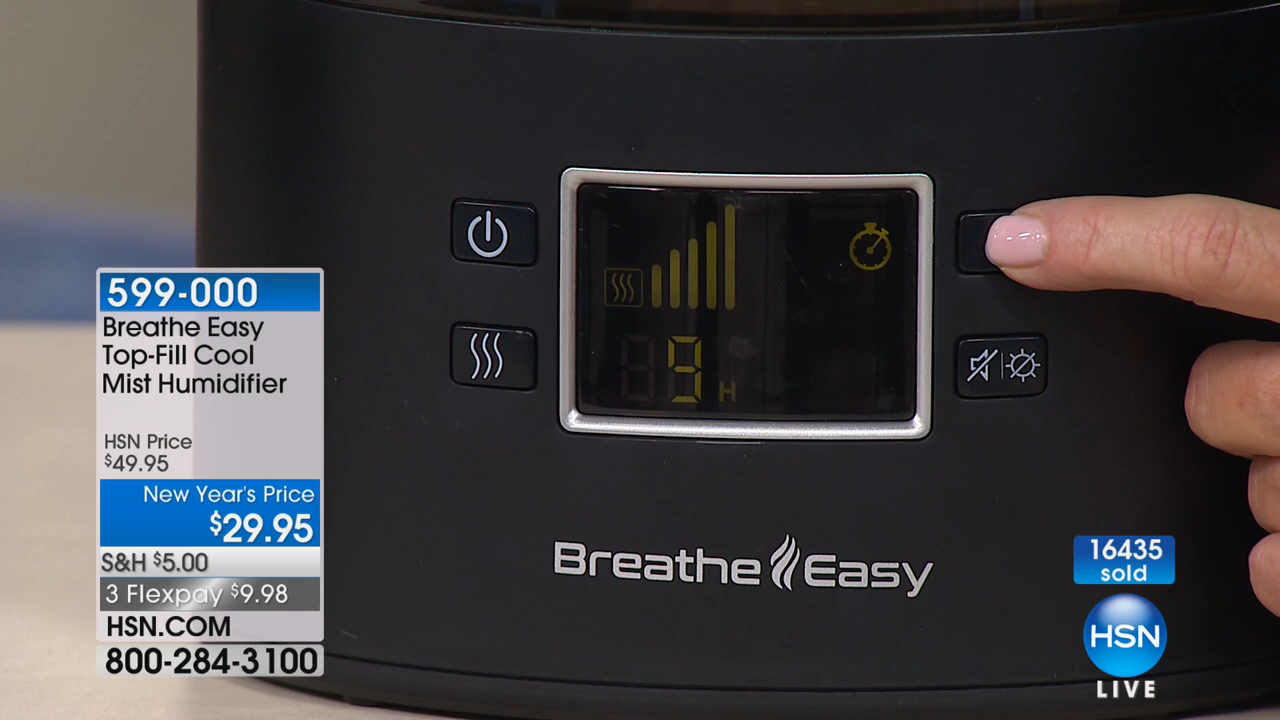 599-000
Breathe Easy
Top-Fill Cool
Mist Humidifier
HSN Price
$49.95
New Year's Price
$29.95
S&H $5.00
3 Flexpay $9.98
HSN.COM
800-284-3100
9 H
Breathe Easy
16435
sold
HSN
LIVE